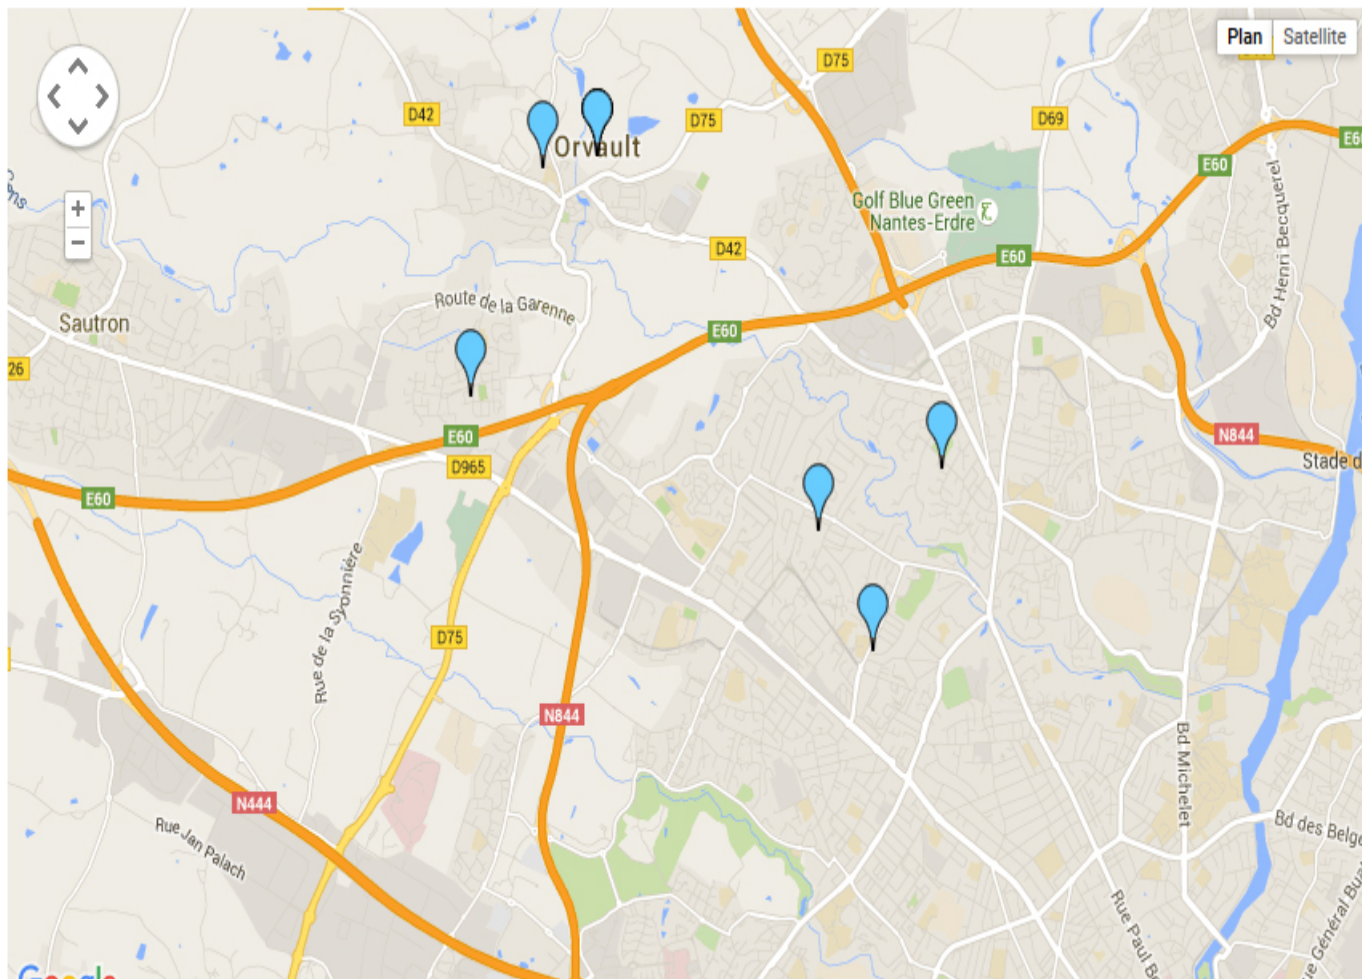 Plan
Satellite
D75
D42
D75
D69
E60
Orvault
E60
Golf Blue Green
Nantes-Erdre
D42
E60
Bd Henri Becquerel
Route de la Garenne
Sautron
E60
26
E60
N844
D965
Stade d
E60
Rue de la Syonnière
D75
N844
Bd Michelet
N444
Rue Jan Palach
Bd des Belge
Rue Paul B
Google